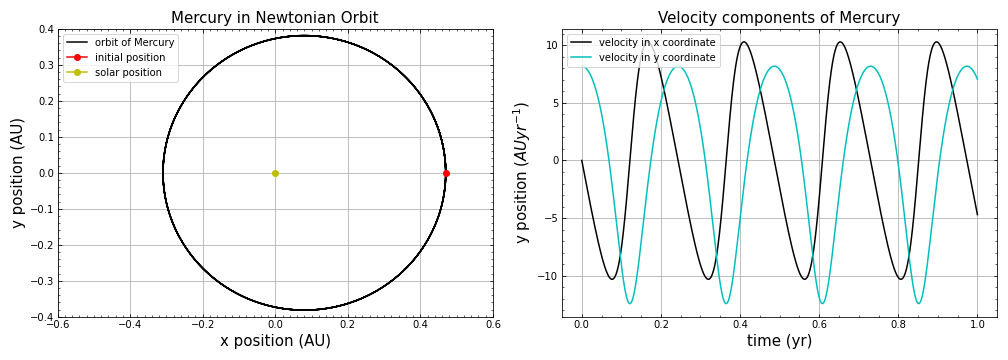 Mercury in Newtonian Orbit
orbit of Mercury
initial position
solar position
0.4
0.3
0.2
0.1
0.0
−0.1
−0.2
−0.3
−0.4
y position (AU)
−0.6
−0.4
−0.2
0.0
0.2
0.4
0.6
x position (AU)
Velocity components of Mercury
velocity in x coordinate
velocity in y coordinate
10
5
0
−5
−10
y position (AUyr⁻¹)
0.0
0.2
0.4
0.6
0.8
1.0
time (yr)